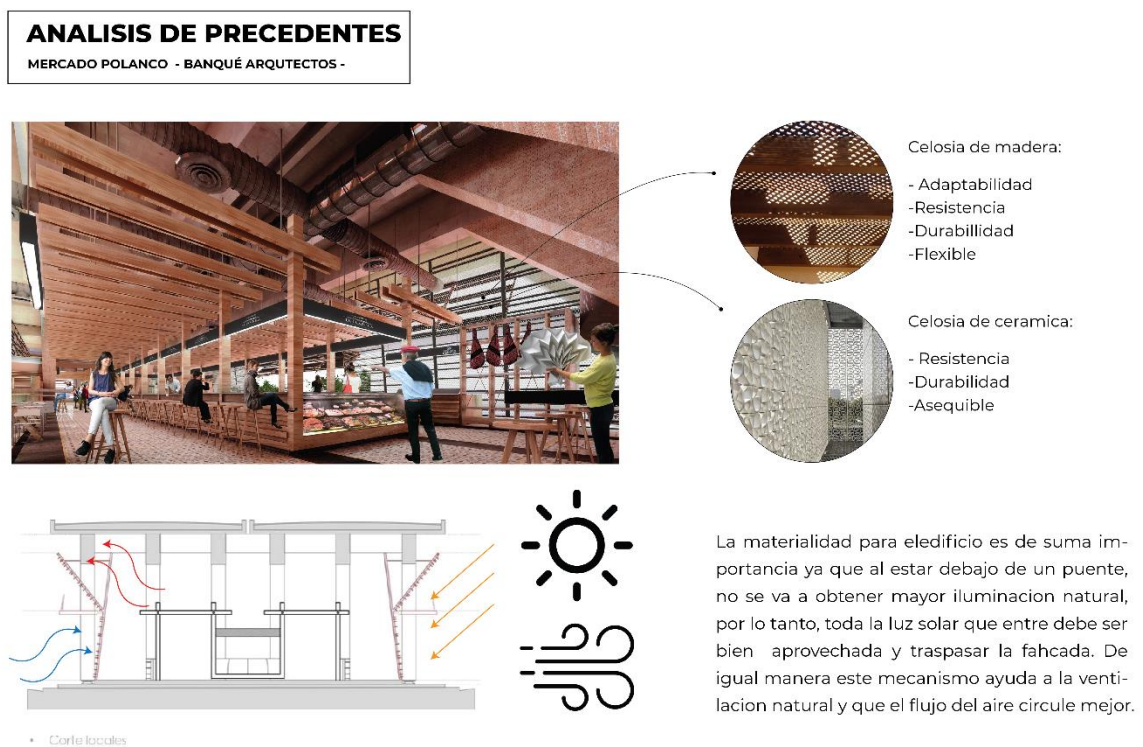 ANALISIS DE PRECEDENTES
MERCADO POLANCO - BANQUÉ ARQUTECTOS -
Celosia de madera:
- Adaptabilidad
-Resistencia
-Durabillidad
-Flexible
Celosia de ceramica:
- Resistencia
-Durabilidad
-Asequible
La materialidad para eledificio es de suma im-
portancia ya que al estar debajo de un puente,
no se va a obtener mayor iluminacion natural,
por lo tanto, toda la luz solar que entre debe ser
bien aprovechada y traspasar la fahcada. De
igual manera este mecanismo ayuda a la venti-
lacion natural y que el flujo del aire circule mejor.
• Corte locales